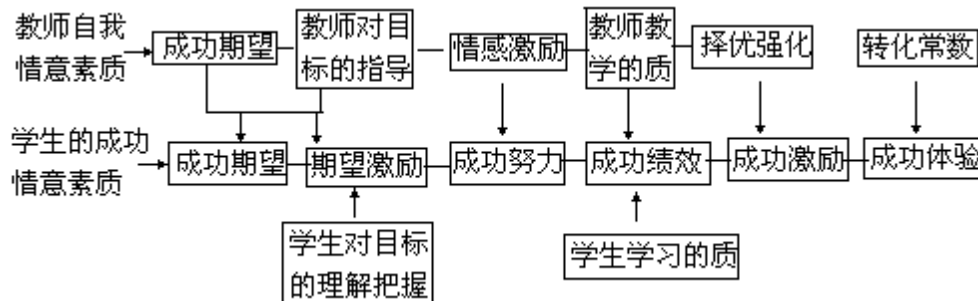 教师自我
情意素质
成功期望
教师对目
标的指导
情感激励
教师教
学的质
择优强化
转化常数
学生的成功
情意素质
成功期望
期望激励
成功努力
成功绩效
成功激励
成功体验
学生对目标
的理解把握
学生学习的质